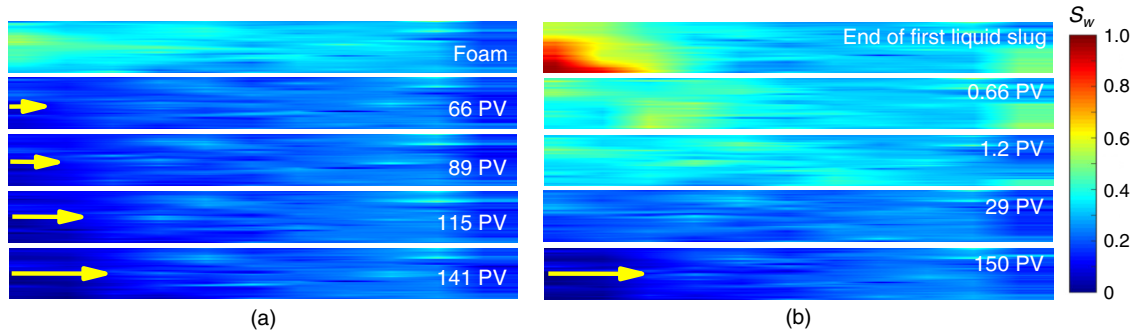 Foam
66 PV
89 PV
115 PV
141 PV
(a)
End of first liquid slug
0.66 PV
1.2 PV
29 PV
150 PV
(b)
Sw
1.0
0.8
0.6
0.4
0.2
0